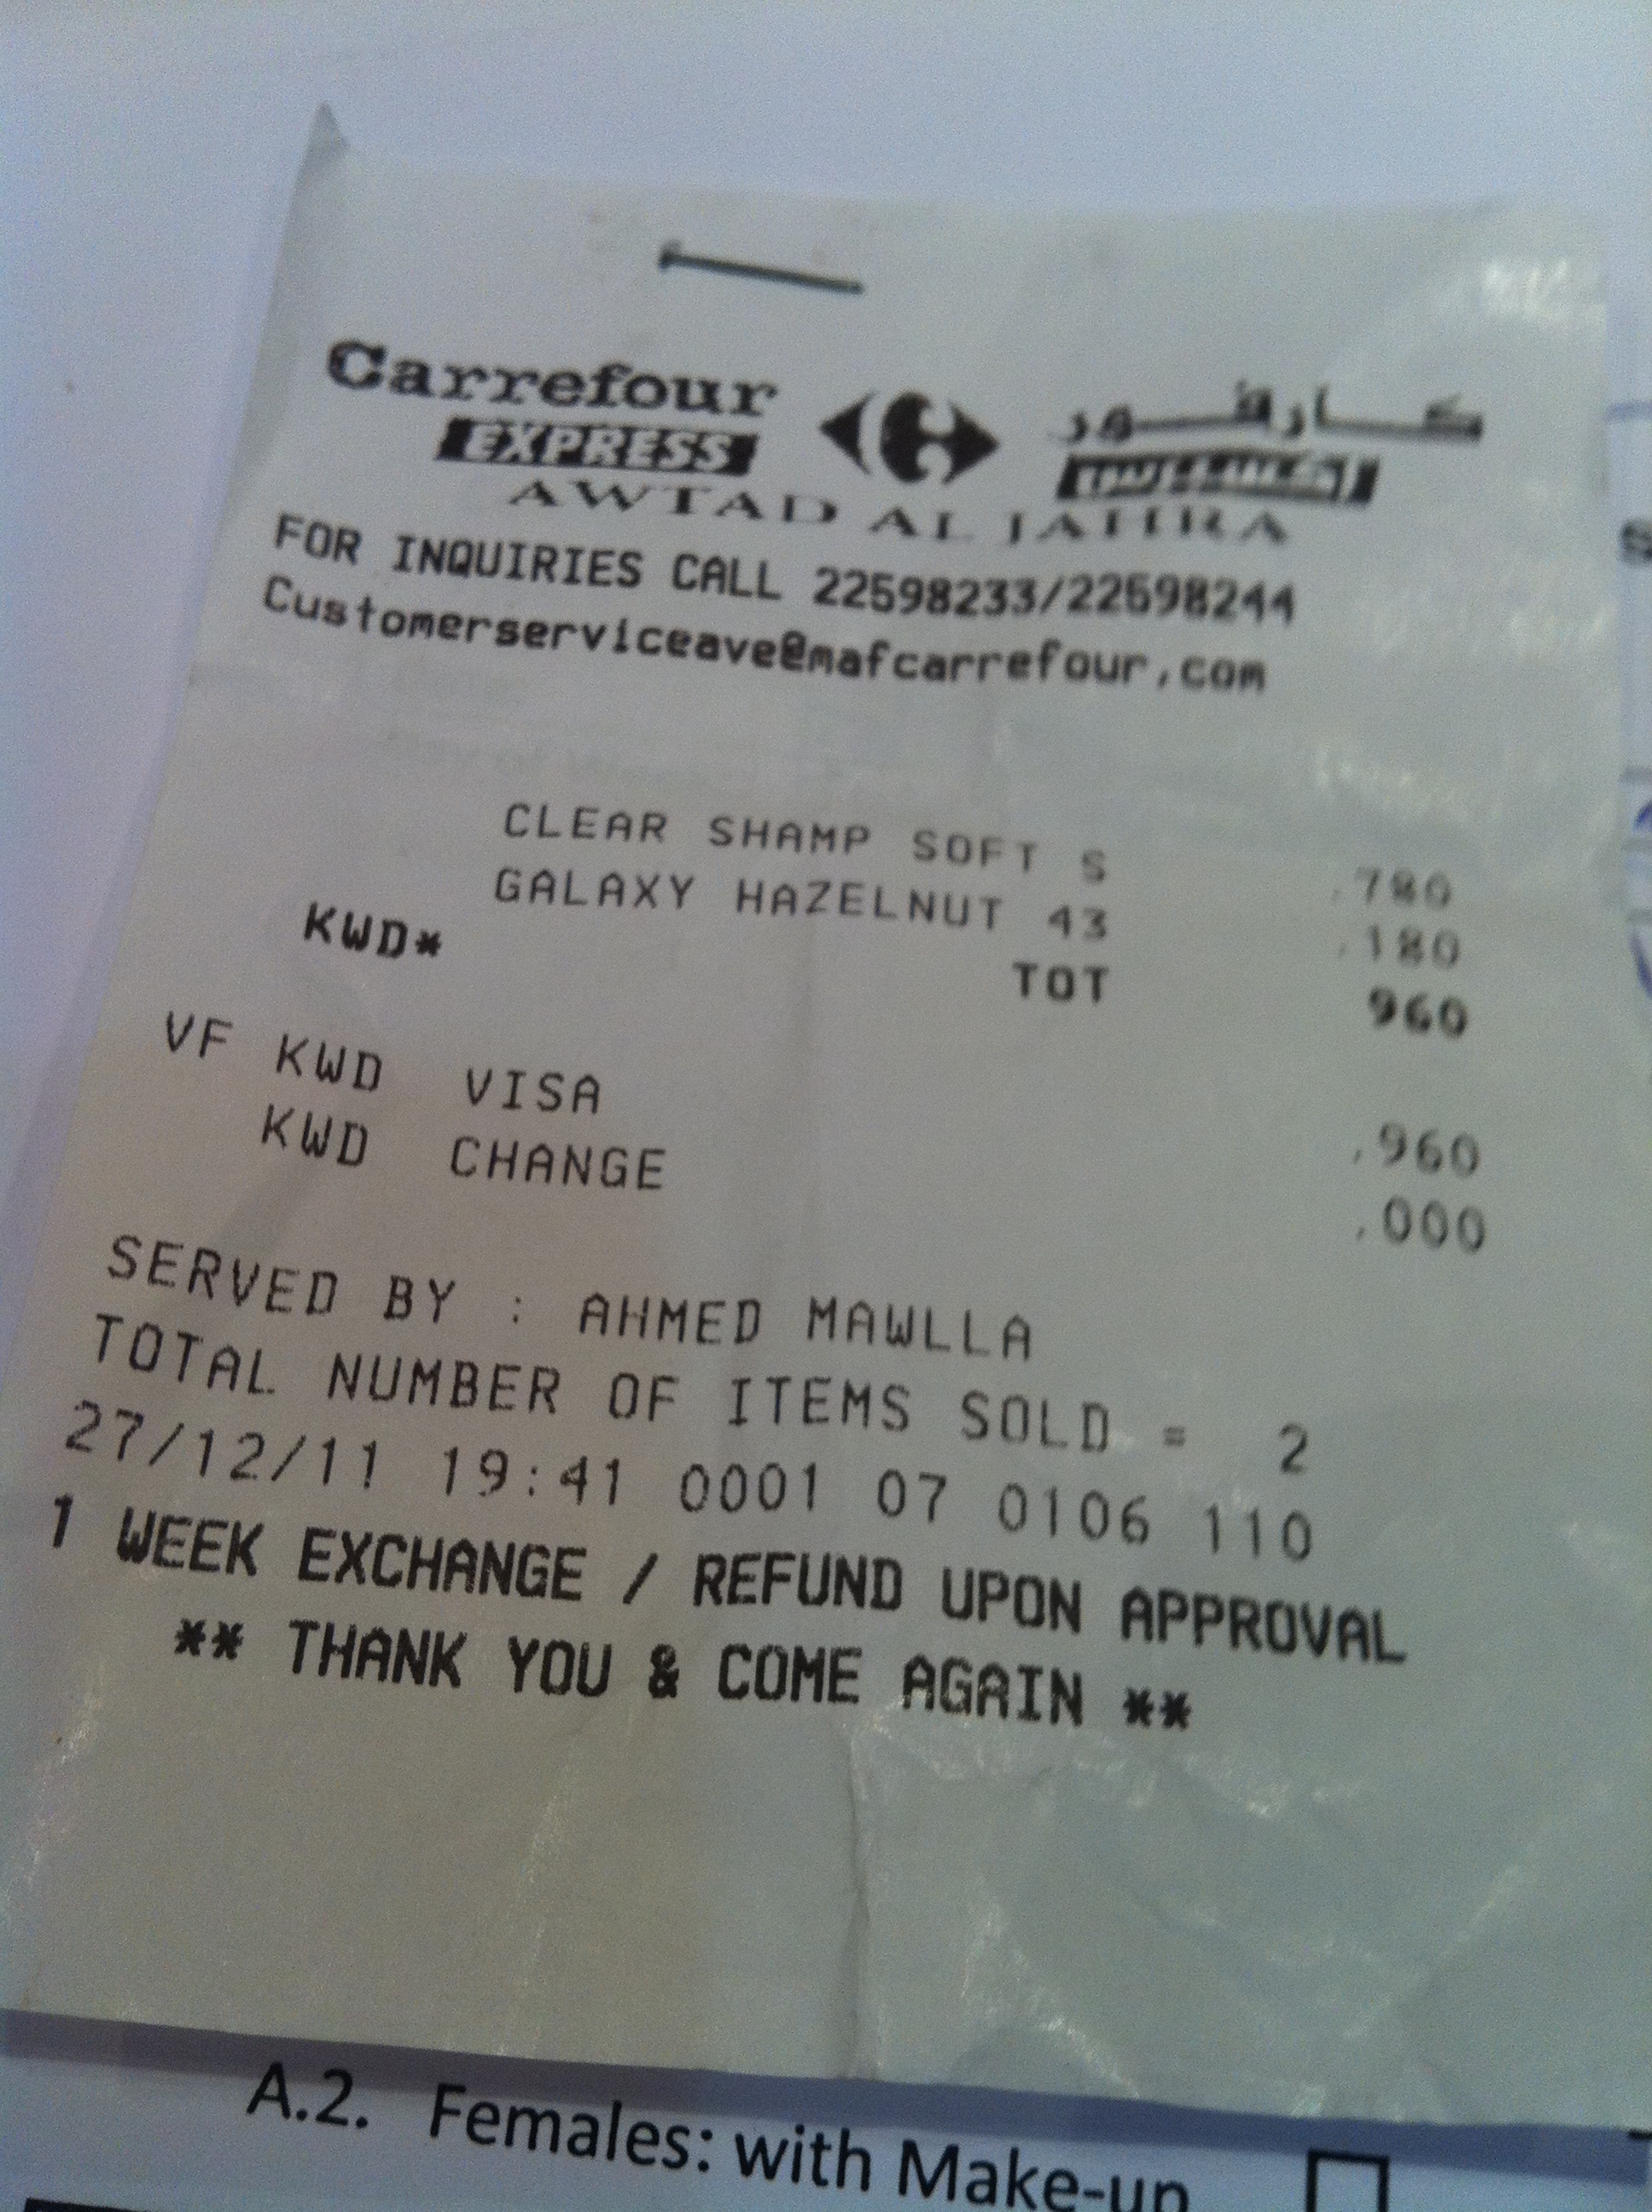 Carrefour كارفور
EXPRESS
AWTAD AL JAHRA
FOR INQUIRIES CALL 22598233/22598244
Customerserviceave@mafcarrefour.com
CLEAR SHAMP SOFT S .780
GALAXY HAZELNUT 43 .180
KWD* TOT 960
VF KWD VISA .960
KWD CHANGE .000
SERVED BY : AHMED MAWLLA
TOTAL NUMBER OF ITEMS SOLD = 2
27/12/11 19:41 0001 07 0106 110
1 WEEK EXCHANGE / REFUND UPON APPROVAL
** THANK YOU & COME AGAIN **
A.2. Females: with Make-up